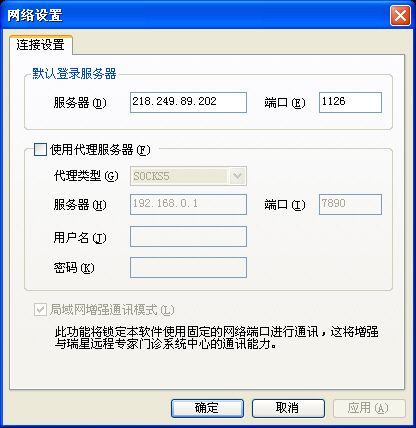 网络设置
连接设置
默认登录服务器
服务器(D) 218.249.89.202 端口(E) 1126
使用代理服务器(F)
代理类型(G) SOCKS5
服务器(H) 192.168.0.1 端口(I) 7890
用户名(J)
密码(K)
局域网增强通讯模式(L)
此功能将锁定本软件使用固定的网络端口进行通讯，这将增强
与瑞星远程专家门诊系统中心的通讯能力。
确定 取消 应用(A)